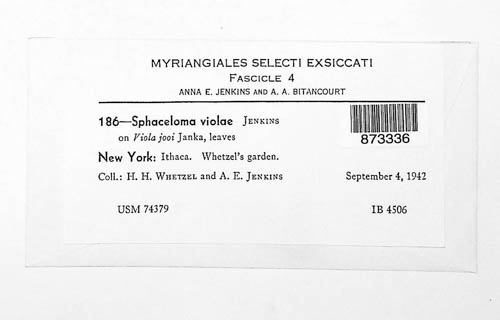 MYRIANGIALES SELECTI EXSICCATI
FASCICLE 4
ANNA E. JENKINS AND A. A. BITANCOURT
186—Sphaceloma violae JENKINS
on Viola jooi Janka, leaves
873336
New York: Ithaca. Whetzel's garden.
Coll.: H. H. WHETZEL and A. E. JENKINS September 4, 1942
USM 74379 IB 4506